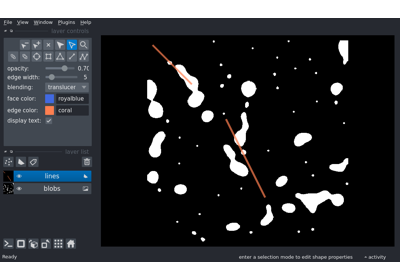 File View Window Plugins Help
layer controls
opacity: 0.70
edge width: 5
blending: translucer
face color: royalblue
edge color: coral
display text:
layer list
lines
blobs
Ready enter a selection mode to edit shape properties activity